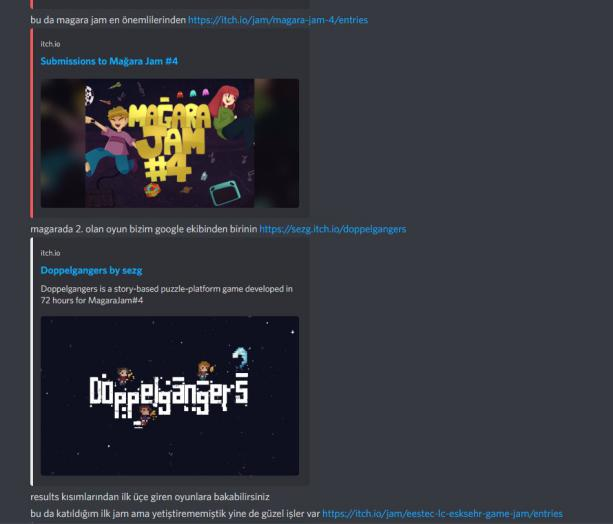 bu da magara jam en önemlilerinden https://itch.io/jam/magara-jam-4/entries
itch.io
Submissions to Mağara Jam #4
MAĞARA
JAM
#4
magarada 2. olan oyun bizim google ekibinden birinin https://sezg.itch.io/doppelgangers
itch.io
Doppelgangers by sezg
Doppelgangers is a story-based puzzle-platform game developed in
72 hours for MagaraJam#4
Doppelgangers
results kısımlarından ilk üçe giren oyunlara bakabilirsiniz
bu da katıldığım ilk jam ama yetiştirememiştik yine de güzel işler var https://itch.io/jam/eestec-lc-esksehr-game-jam/entries